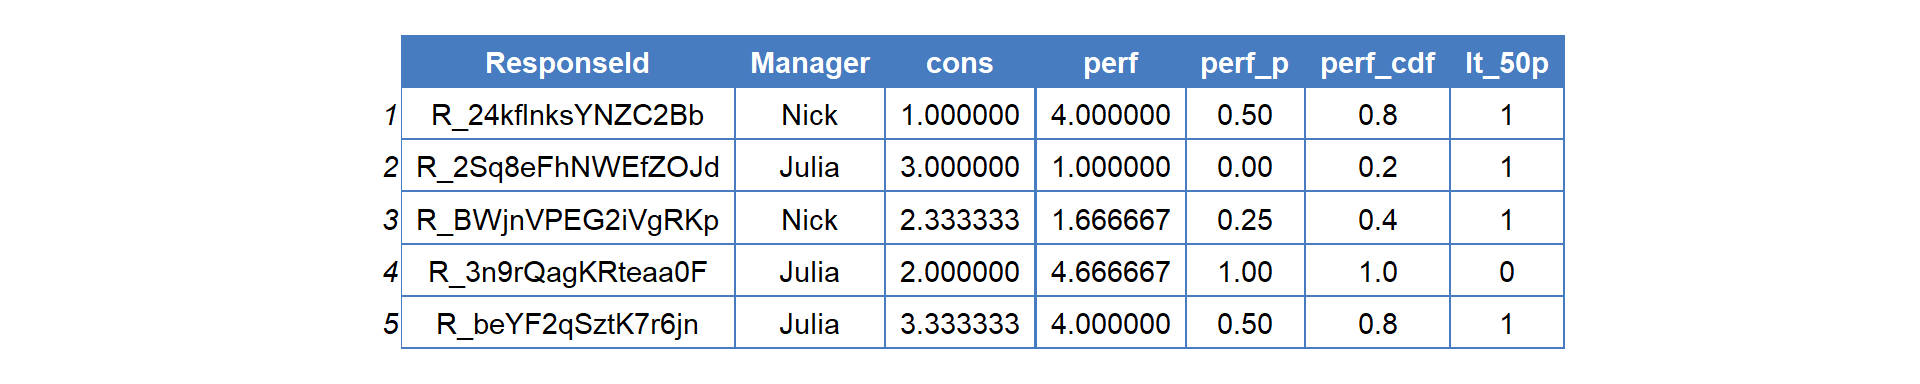 ResponseId Manager cons perf perf_p perf_cdf lt_50p
1 R_24kflnksYNZC2Bb Nick 1.000000 4.000000 0.50 0.8 1
2 R_2Sq8eFhNWEfZOJd Julia 3.000000 1.000000 0.00 0.2 1
3 R_BWjnVPEG2iVgRKp Nick 2.333333 1.666667 0.25 0.4 1
4 R_3n9rQagKRteaa0F Julia 2.000000 4.666667 1.00 1.0 0
5 R_beYF2qSztK7r6jn Julia 3.333333 4.000000 0.50 0.8 1